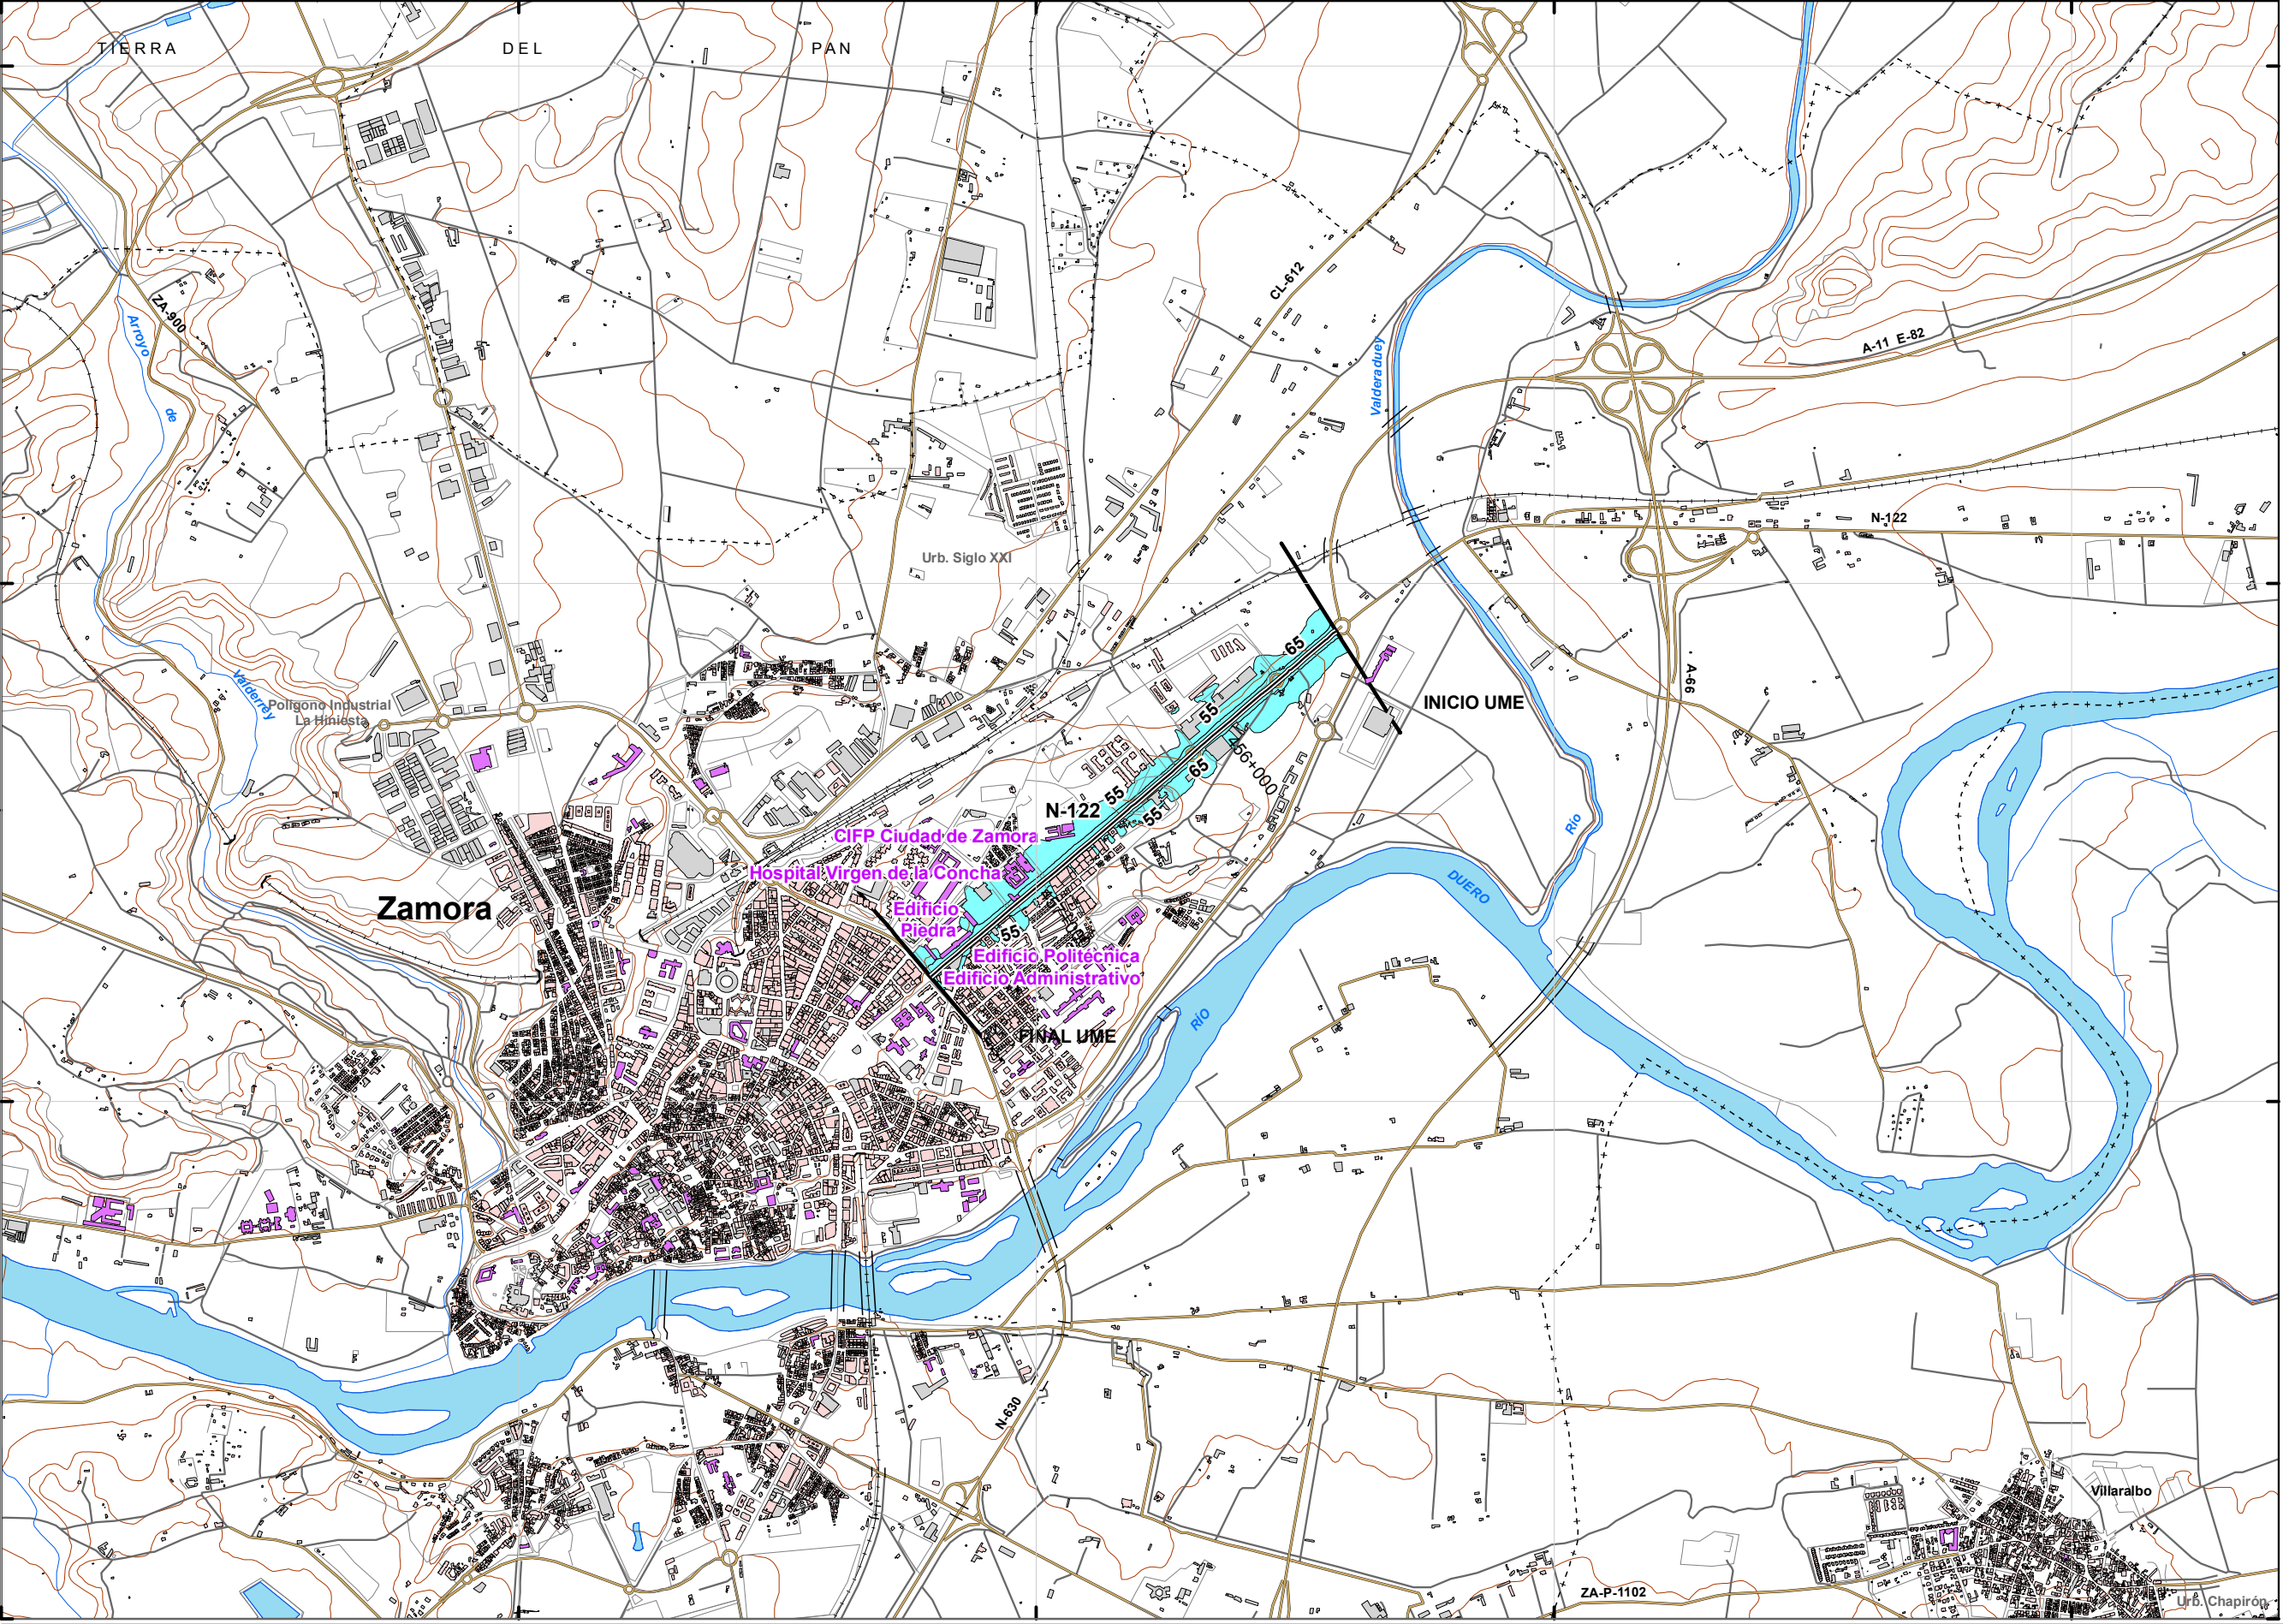 TIERRA DEL PAN
ZA-900
Arroyo
de
Valderrey
CL-612
Valderaduey
A-11 E-82
N-122
Urb. Siglo XXI
65
A-66
INICIO UME
Polígono Industrial
La Hiniesta
55
65
456+000
55
55
N-122
CIFP Ciudad de Zamora
Río
Hospital Virgen de la Concha
DUERO
Zamora
Edificio
Piedra
55
Edificio Politécnica
Edificio Administrativo
RÍO
FINAL UME
N-630
Villaralbo
ZA-P-1102
Urb. Chapirón